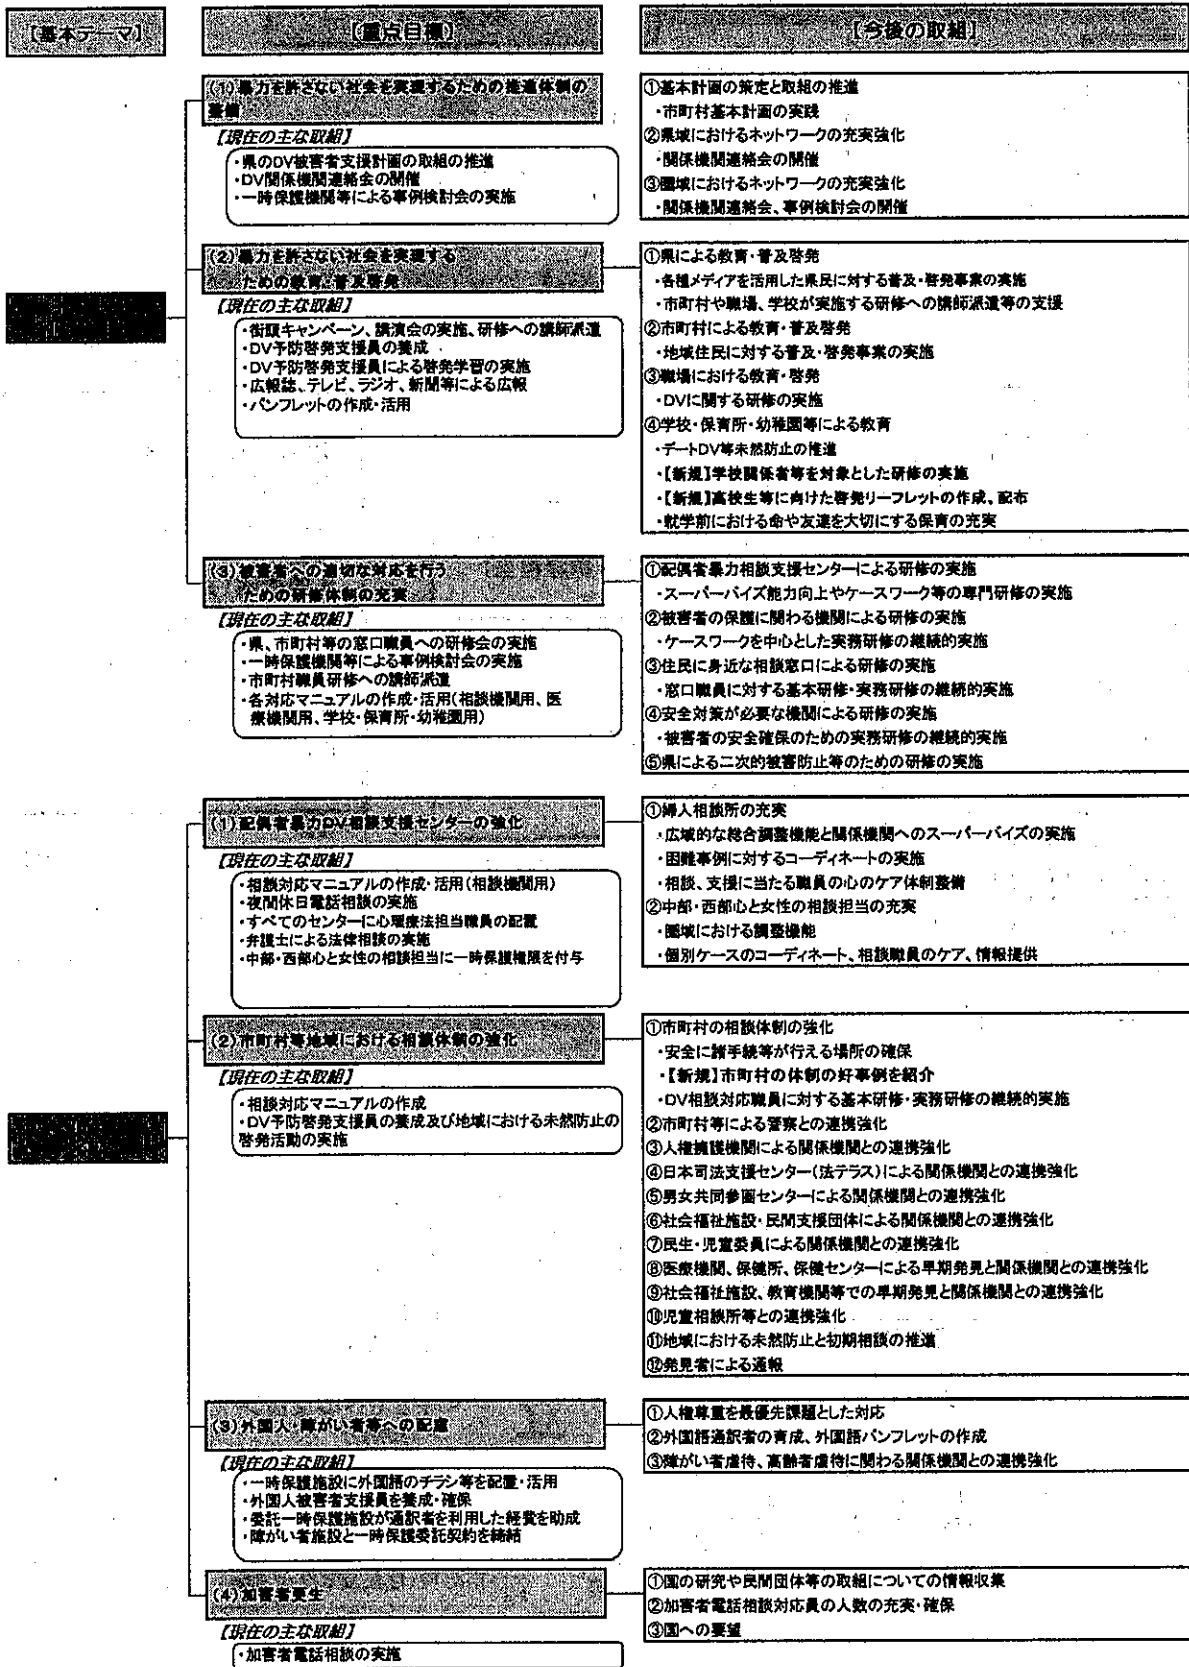 【基本テーマ】
【重点目標】
【今後の取組】
(1)暴力を許さない社会を実現するための推進体制の
整備
【現在の主な取組】
・県のDV被害者支援計画の取組の推進
・DV関係機関連絡会の開催
・一時保護機関等による事例検討会の実施
①基本計画の策定と取組の推進
・市町村基本計画の実践
②県域におけるネットワークの充実強化
・関係機関連絡会の開催
③圏域におけるネットワークの充実強化
・関係機関連絡会、事例検討会の開催
(2)暴力を許さない社会を実現する
ための教育・普及啓発
【現在の主な取組】
・街頭キャンペーン、講演会の実施、研修への講師派遣
・DV予防啓発支援員の養成
・DV予防啓発支援員による啓発学習の実施
・広報誌、テレビ、ラジオ、新聞等による広報
・パンフレットの作成・活用
①県による教育・普及啓発
・各種メディアを活用した県民に対する普及・啓発事業の実施
・市町村や職場、学校が実施する研修への講師派遣等の支援
②市町村による教育・普及啓発
・地域住民に対する普及・啓発事業の実施
③職場における教育・啓発
・DVに関する研修の実施
④学校・保育所・幼稚園等による教育
・デートDV等未然防止の推進
・【新規】学校関係者等を対象とした研修の実施
・【新規】高校生等に向けた啓発リーフレットの作成、配布
・就学前における命や友達を大切にする保育の充実
(3)被害者への適切な対応を行う
ための研修体制の充実
【現在の主な取組】
・県、市町村等の窓口職員への研修会の実施
・一時保護機関等による事例検討会の実施
・市町村職員研修への講師派遣
・各対応マニュアルの作成・活用(相談機関用、医
療機関用、学校・保育所・幼稚園用)
①配偶者暴力相談支援センターによる研修の実施
・スーパーバイズ能力向上やケースワーク等の専門研修の実施
②被害者の保護に関わる機関による研修の実施
・ケースワークを中心とした実務研修の継続的実施
③住民に身近な相談窓口による研修の実施
・窓口職員に対する基本研修・実務研修の継続的実施
④安全対策が必要な機関による研修の実施
・被害者の安全確保のための実務研修の継続的実施
⑤県による二次的被害防止等のための研修の実施
(1)配偶者暴力DV相談支援センターの強化
【現在の主な取組】
・相談対応マニュアルの作成・活用(相談機関用)
・夜間休日電話相談の実施
・すべてのセンターに心理療法担当職員の配置
・弁護士による法律相談の実施
・中部・西部心と女性の相談担当に一時保護権限を付与
①婦人相談所の充実
・広域的な総合調整機能と関係機関へのスーパーバイズの実施
・困難事例に対するコーディネートの実施
・相談、支援に当たる職員の心のケア体制整備
②中部・西部心と女性の相談担当の充実
・圏域における調整機能
・個別ケースのコーディネート、相談職員のケア、情報提供
(2)市町村等地域における相談体制の強化
【現在の主な取組】
・相談対応マニュアルの作成
・DV予防啓発支援員の養成及び地域における未然防止の
啓発活動の実施
①市町村の相談体制の強化
・安全に諸手続等が行える場所の確保
・【新規】市町村の体制の好事例を紹介
・DV相談対応職員に対する基本研修・実務研修の継続的実施
②市町村等による警察との連携強化
③人権擁護機関による関係機関との連携強化
④日本司法支援センター(法テラス)による関係機関との連携強化
⑤男女共同参画センターによる関係機関との連携強化
⑥社会福祉施設・民間支援団体による関係機関との連携強化
⑦民生・児童委員による関係機関との連携強化
⑧医療機関、保健所、保健センターによる早期発見と関係機関との連携強化
⑨社会福祉施設、教育機関等での早期発見と関係機関との連携強化
⑩児童相談所等との連携強化
⑪地域における未然防止と初期相談の推進
⑫発見者による通報
(3)外国人・障がい者等への配慮
【現在の主な取組】
・一時保護施設に外国語のチラシ等を配置・活用
・外国人被害者支援員を養成・確保
・委託一時保護施設が通訳者を利用した経費を助成
・障がい者施設と一時保護委託契約を締結
①人権尊重を最優先課題とした対応
②外国語通訳者の育成、外国語パンフレットの作成
③障がい者虐待、高齢者虐待に関わる関係機関との連携強化
(4)加害者更生
【現在の主な取組】
・加害者電話相談の実施
①国の研究や民間団体等の取組についての情報収集
②加害者電話相談対応員の人数の充実・確保
③国への要望